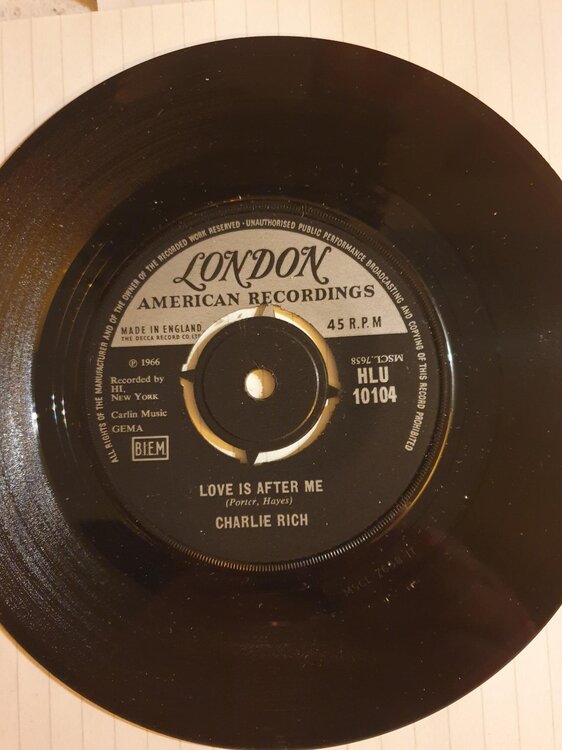 ALL RIGHTS OF THE MANUFACTURER AND OF THE OWNER OF THE RECORDED WORK RESERVED · UNAUTHORISED PUBLIC PERFORMANCE BROADCASTING AND COPYING OF THIS RECORD PROHIBITED
LONDON
AMERICAN RECORDINGS
MADE IN ENGLAND
THE DECCA RECORD CO. LTD
45 R.P.M
℗ 1966
MSCL.7658
HLU
10104
Recorded by
HI,
NEW YORK
Carlin Music
GEMA
BIEM
LOVE IS AFTER ME
(Porter, Hayes)
CHARLIE RICH
MSCL 7658